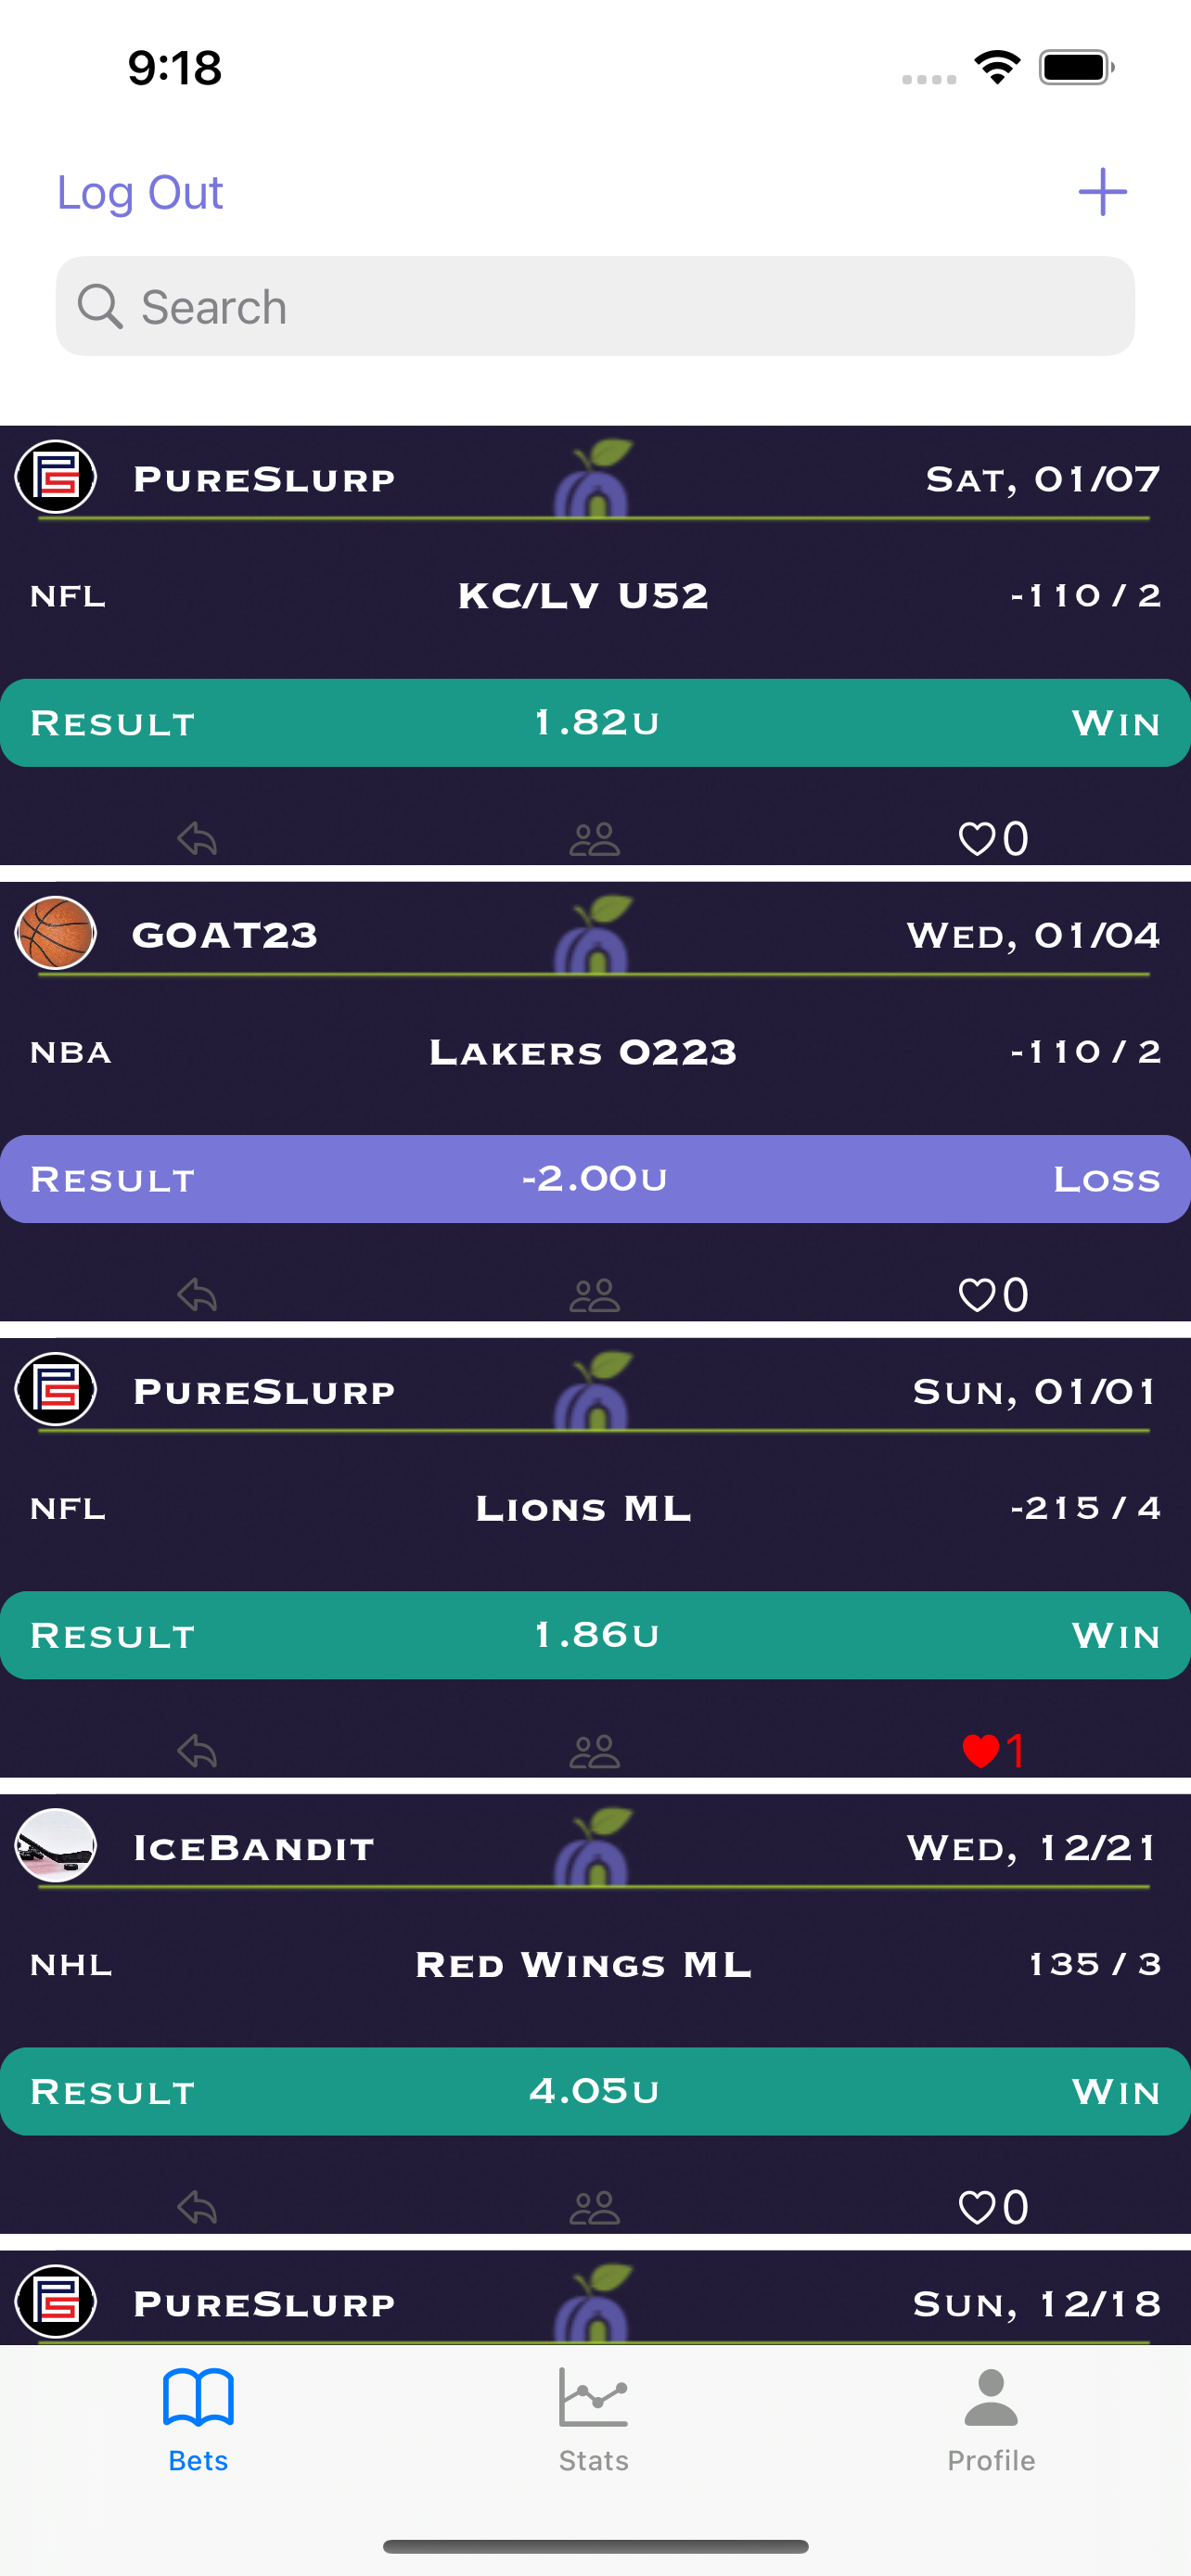 9:18
Log Out
Search
PureSlurp Sat, 01/07
NFL KC/LV U52 -110 / 2
Result 1.82u Win
0
GOAT23 Wed, 01/04
NBA Lakers O223 -110 / 2
Result -2.00u Loss
0
PureSlurp Sun, 01/01
NFL Lions ML -215 / 4
Result 1.86u Win
1
IceBandit Wed, 12/21
NHL Red Wings ML 135 / 3
Result 4.05u Win
0
PureSlurp Sun, 12/18
Bets Stats Profile